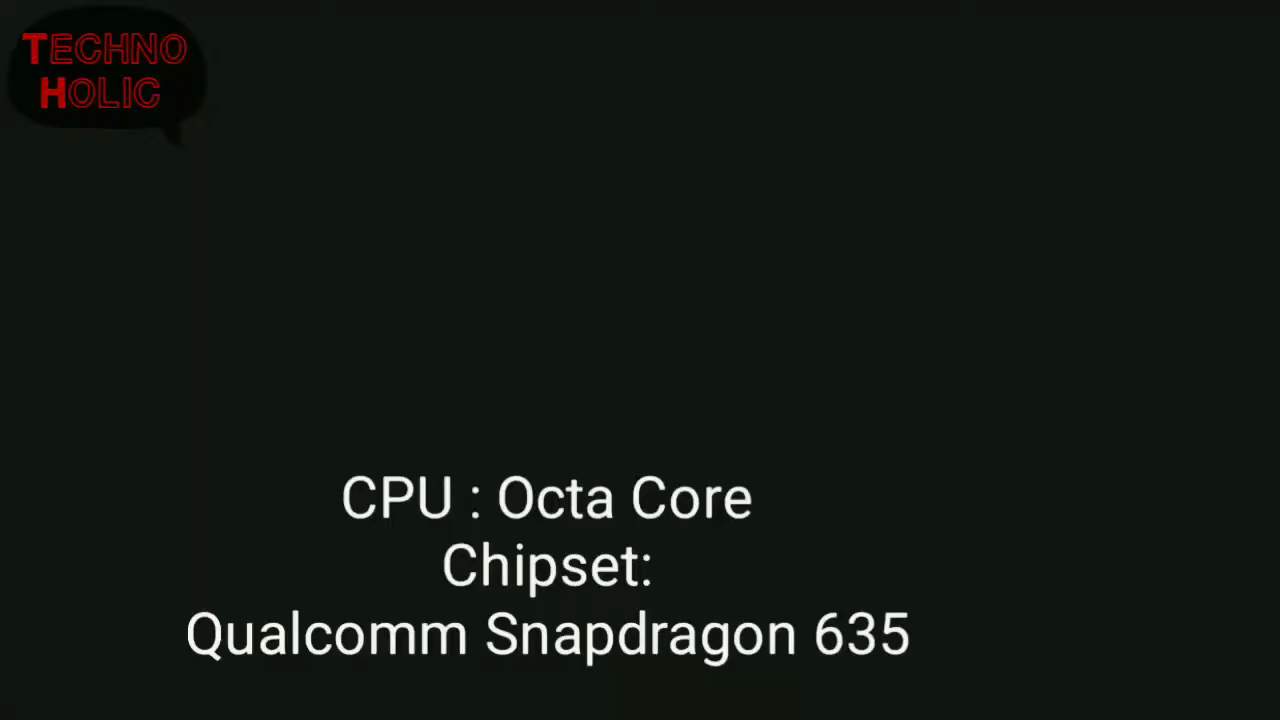 TECHNO
HOLIC
CPU : Octa Core
Chipset:
Qualcomm Snapdragon 635